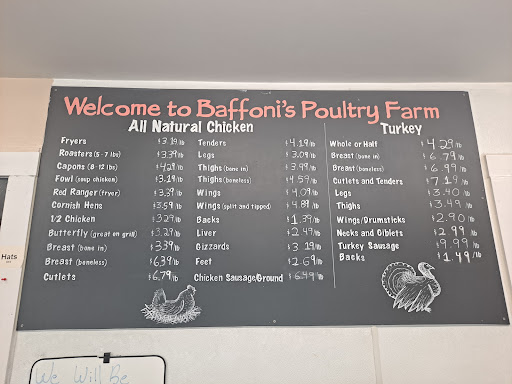 Welcome to Baffoni's Poultry Farm
All Natural Chicken
Fryers $3.19 lb
Roasters (5-7 lbs) $3.39 lb
Capons (8-12 lbs) $4.29 lb
Fowl (soup chicken) $3.19 lb
Red Ranger (fryer) $3.39 lb
Cornish Hens $3.59 lb
1/2 Chicken $3.29 lb
Butterfly (great on grill) $3.29 lb
Breast (bone in) $3.39 lb
Breast (boneless) $6.39 lb
Cutlets $6.79 lb
Tenders $4.19 lb
Legs $3.09 lb
Thighs (bone in) $3.99 lb
Thighs (boneless) $4.59 lb
Wings $4.09 lb
Wings (split and tipped) $4.89 lb
Backs $1.39 lb
Liver $2.49 lb
Gizzards $3.19 lb
Feet $2.69 lb
Chicken Sausage/Ground $6.49 lb
Turkey
Whole or Half $4.29 lb
Breast (bone in) $6.79 lb
Breast (boneless) $6.99 lb
Cutlets and Tenders $7.19 lb
Legs $3.40 lb
Thighs $3.49 lb
Wings/Drumsticks $2.90 lb
Necks and Giblets $2.99 lb
Turkey Sausage $9.99 lb
Backs $1.49 lb
Hats
We Will Be